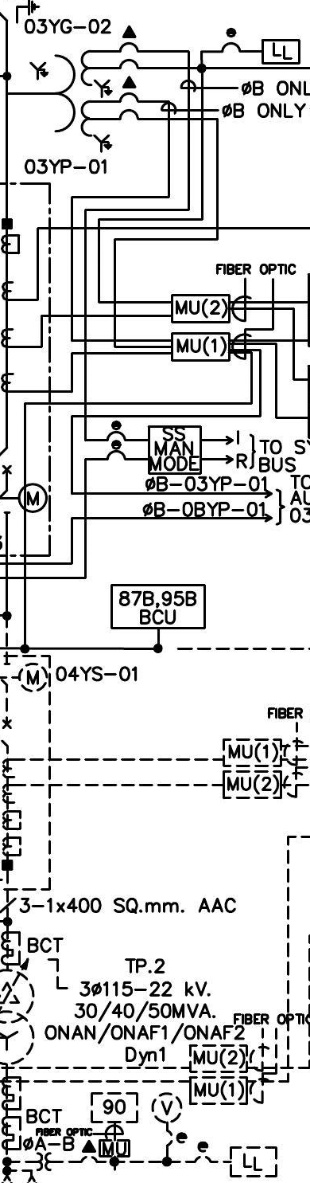 03YG-02
LL
ØB ONL
ØB ONLY
03YP-01
FIBER OPTIC
MU(2)
MU(1)
SS
MAN
MODE
I
R
TO SY
BUS
M
ØB-03YP-01
ØB-0BYP-01
TO
AU
03
87B,95B
BCU
M
04YS-01
FIBER
MU(1)
MU(2)
3-1x400 SQ.mm. AAC
BCT
TP.2
3Ø115-22 kV.
30/40/50MVA.
ONAN/ONAF1/ONAF2
Dyn1
FIBER OPTIC
MU(2)
MU(1)
90
V
BCT
FIBER OPTIC
ØA-B
MU
LL